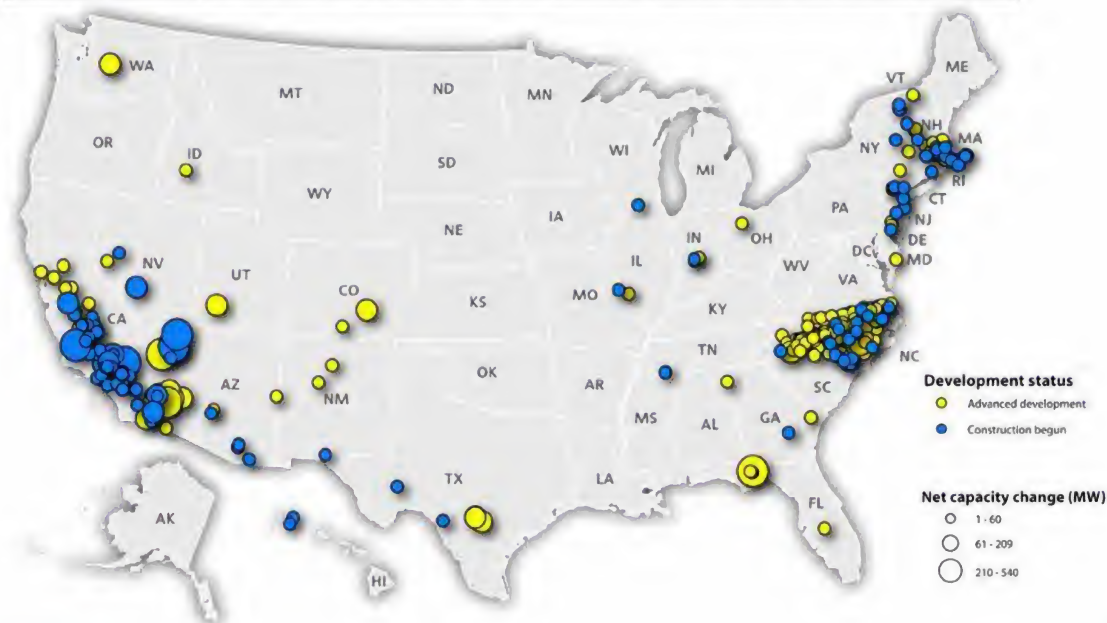 WA
MT
ND
MN
VT
ME
OR
ID
SD
WI
NY
NH
MA
MI
WY
RI
CT
PA
NJ
IA
NE
IN
OH
DE
DC
MD
NV
UT
IL
WV
VA
CO
MO
KS
KY
CA
TN
NC
AZ
NM
OK
AR
SC
MS
AL
GA
Development status
Advanced development
Construction begun
TX
LA
FL
AK
HI
Net capacity change (MW)
1 - 60
61 - 209
210 - 540